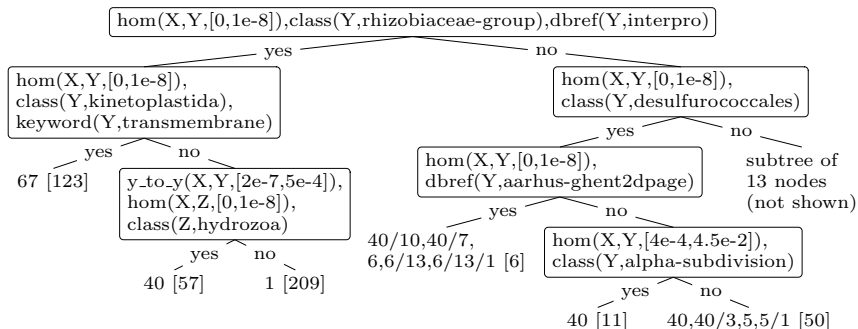 hom(X,Y,[0,1e-8]),class(Y,rhizobiaceae-group),dbref(Y,interpro)
yes
no
hom(X,Y,[0,1e-8]),
class(Y,kinetoplastida),
keyword(Y,transmembrane)
hom(X,Y,[0,1e-8]),
class(Y,desulfurococcales)
yes
no
yes
no
67 [123]
y_to_y(X,Y,[2e-7,5e-4]),
hom(X,Z,[0,1e-8]),
class(Z,hydrozoa)
hom(X,Y,[0,1e-8]),
dbref(Y,aarhus-ghent2dpage)
subtree of
13 nodes
(not shown)
yes
no
yes
no
40 [57]
1 [209]
40/10,40/7,
6,6/13,6/13/1 [6]
hom(X,Y,[4e-4,4.5e-2]),
class(Y,alpha-subdivision)
yes
no
40 [11]
40,40/3,5,5/1 [50]